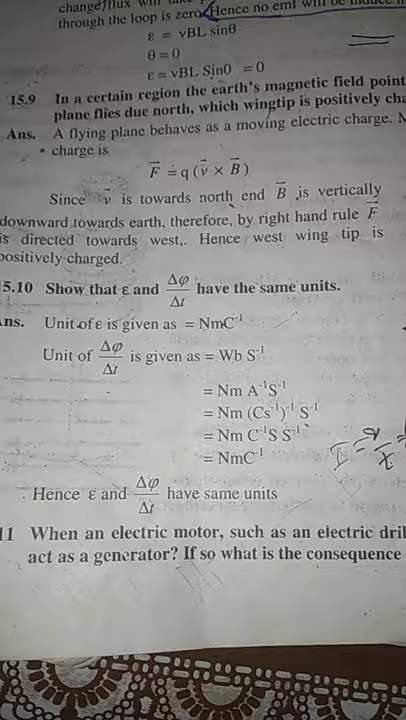 change/flux will
through the loop is zero. Hence no emf will be
ε = vBL sinθ
θ = 0
ε = vBL Sin0 = 0
15.9 In a certain region the earth's magnetic field point
plane flies due north, which wingtip is positively cha
Ans. A flying plane behaves as a moving electric charge. M
charge is
F⃗ = q (v⃗ × B⃗)
Since v⃗ is towards north end B⃗ is vertically
downward towards earth, therefore, by right hand rule F⃗
is directed towards west,. Hence west wing tip is
positively charged.
5.10 Show that ε and Δφ/Δt have the same units.
ns. Unit of ε is given as = NmC⁻¹
Unit of Δφ/Δt is given as = Wb S⁻¹
= Nm A⁻¹S⁻¹
= Nm (Cs⁻¹)⁻¹ S⁻¹
= Nm C⁻¹S S⁻¹
= NmC⁻¹
Hence ε and Δφ/Δt have same units
11 When an electric motor, such as an electric dril
act as a generator? If so what is the consequence